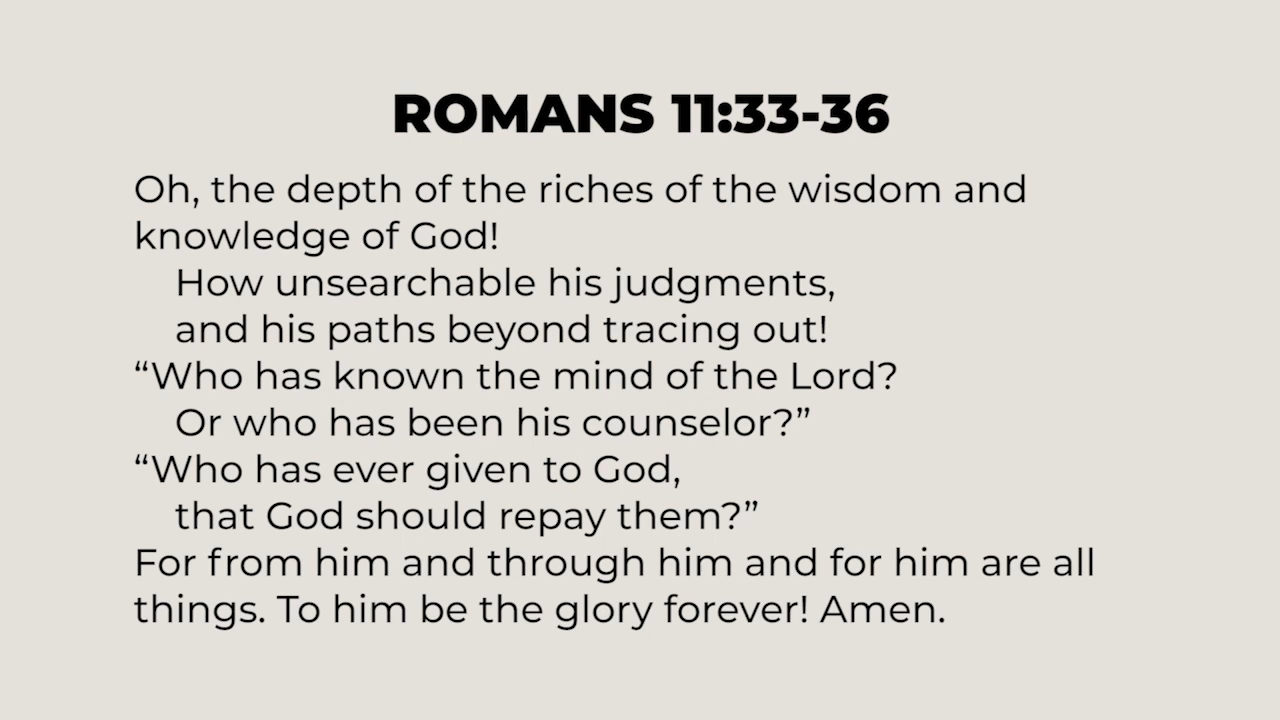 ROMANS 11:33-36
Oh, the depth of the riches of the wisdom and
knowledge of God!
How unsearchable his judgments,
and his paths beyond tracing out!
“Who has known the mind of the Lord?
Or who has been his counselor?”
“Who has ever given to God,
that God should repay them?”
For from him and through him and for him are all
things. To him be the glory forever! Amen.